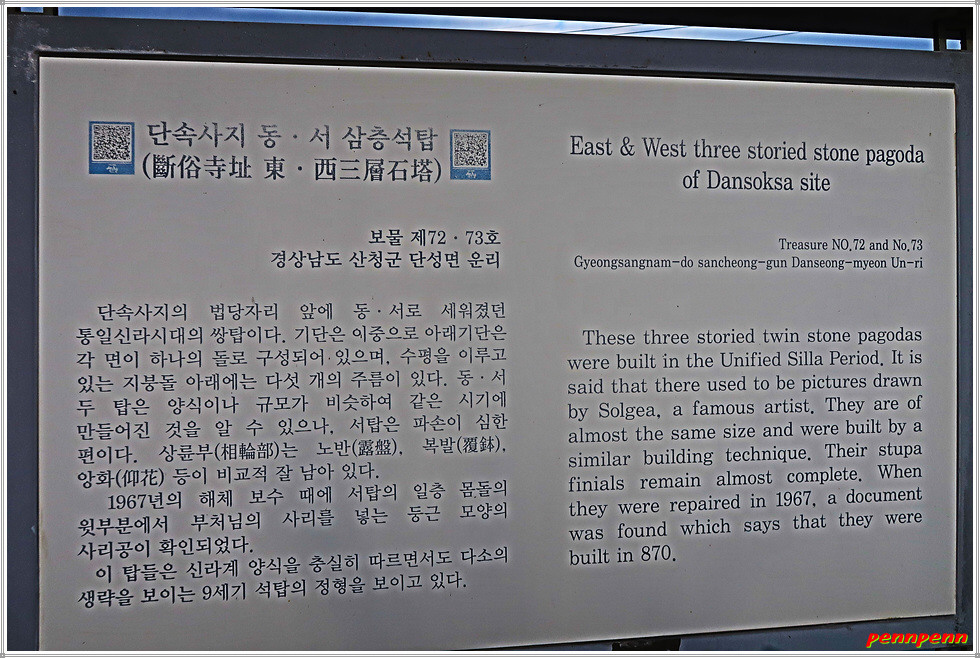 단속사지 동 · 서 삼층석탑
(斷俗寺址 東 · 西三層石塔)
보물 제72 · 73호
경상남도 산청군 단성면 운리
단속사지의 법당자리 앞에 동 · 서로 세워졌던
통일신라시대의 쌍탑이다. 기단은 이중으로 아래기단은
각 면이 하나의 돌로 구성되어 있으며, 수평을 이루고
있는 지붕돌 아래에는 다섯 개의 주름이 있다. 동 · 서
두 탑은 양식이나 규모가 비슷하여 같은 시기에
만들어진 것을 알 수 있으나, 서탑은 파손이 심한
편이다. 상륜부(相輪部)는 노반(露盤), 복발(覆鉢),
앙화(仰花) 등이 비교적 잘 남아 있다.
1967년의 해체 보수 때에 서탑의 일층 몸돌의
윗부분에서 부처님의 사리를 넣는 둥근 모양의
사리공이 확인되었다.
이 탑들은 신라계 양식을 충실히 따르면서도 다소의
생략을 보이는 9세기 석탑의 정형을 보이고 있다.
East & West three storied stone pagoda
of Dansoksa site
Treasure NO.72 and No.73
Gyeongsangnam-do sancheong-gun Danseong-myeon Un-ri
These three storied twin stone pagodas
were built in the Unified Silla Period. It is
said that there used to be pictures drawn
by Solgea, a famous artist. They are of
almost the same size and were built by a
similar building technique. Their stupa
finials remain almost complete. When
they were repaired in 1967, a document
was found which says that they were
built in 870.
pennpenn